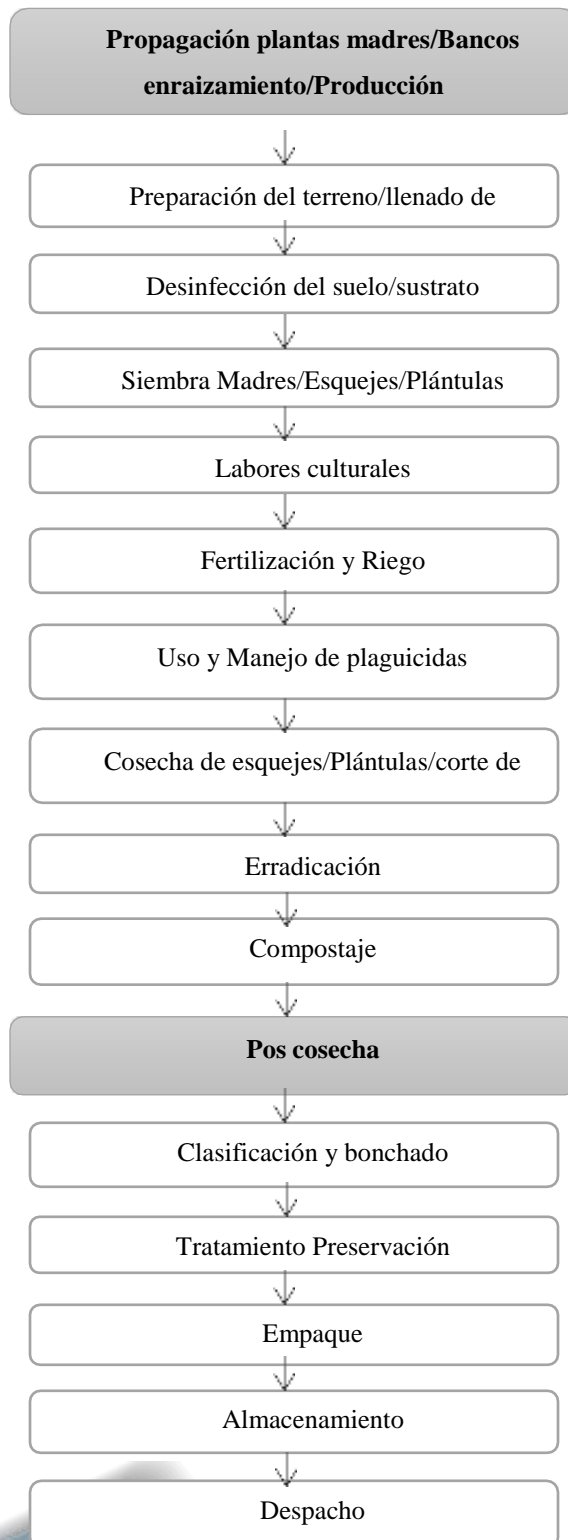 Propagación plantas madres/Bancos
enraizamiento/Producción
Preparación del terreno/llenado de
Desinfección del suelo/sustrato
Siembra Madres/Esquejes/Plántulas
Labores culturales
Fertilización y Riego
Uso y Manejo de plaguicidas
Cosecha de esquejes/Plántulas/corte de
Erradicación
Compostaje
Pos cosecha
Clasificación y bonchado
Tratamiento Preservación
Empaque
Almacenamiento
Despacho